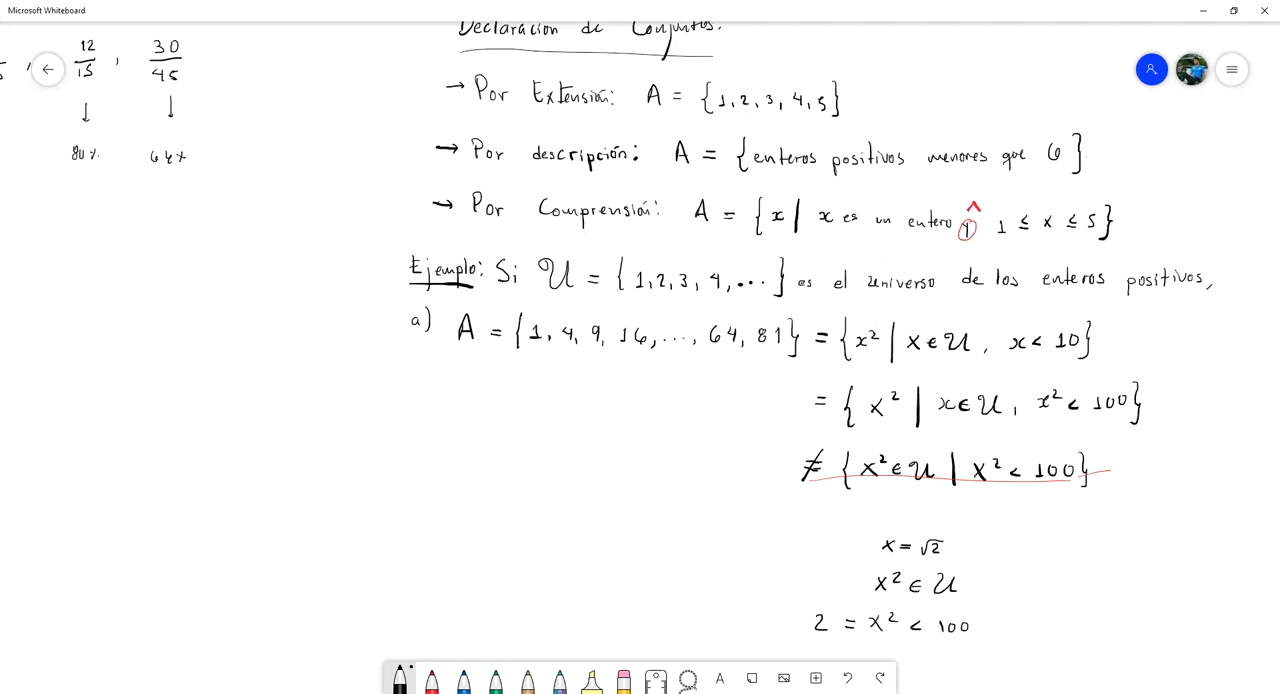 Microsoft Whiteboard
Declaración de Conjuntos.
12/15 , 30/45
80% 64%
→ Por Extensión: A = {1, 2, 3, 4, 5}
→ Por descripción: A = {enteros positivos menores que 6}
→ Por Comprensión: A = {x | x es un entero y 1 ≤ x ≤ 5}
∧
Ejemplo: Si U = {1, 2, 3, 4, ...} es el universo de los enteros positivos,
a) A = {1, 4, 9, 16, ..., 64, 81} = {x² | x ∈ U, x < 10}
= {x² | x ∈ U, x² < 100}
≠ {x² ∈ U | x² < 100}
x = √2
x² ∈ U
2 = x² < 100
A